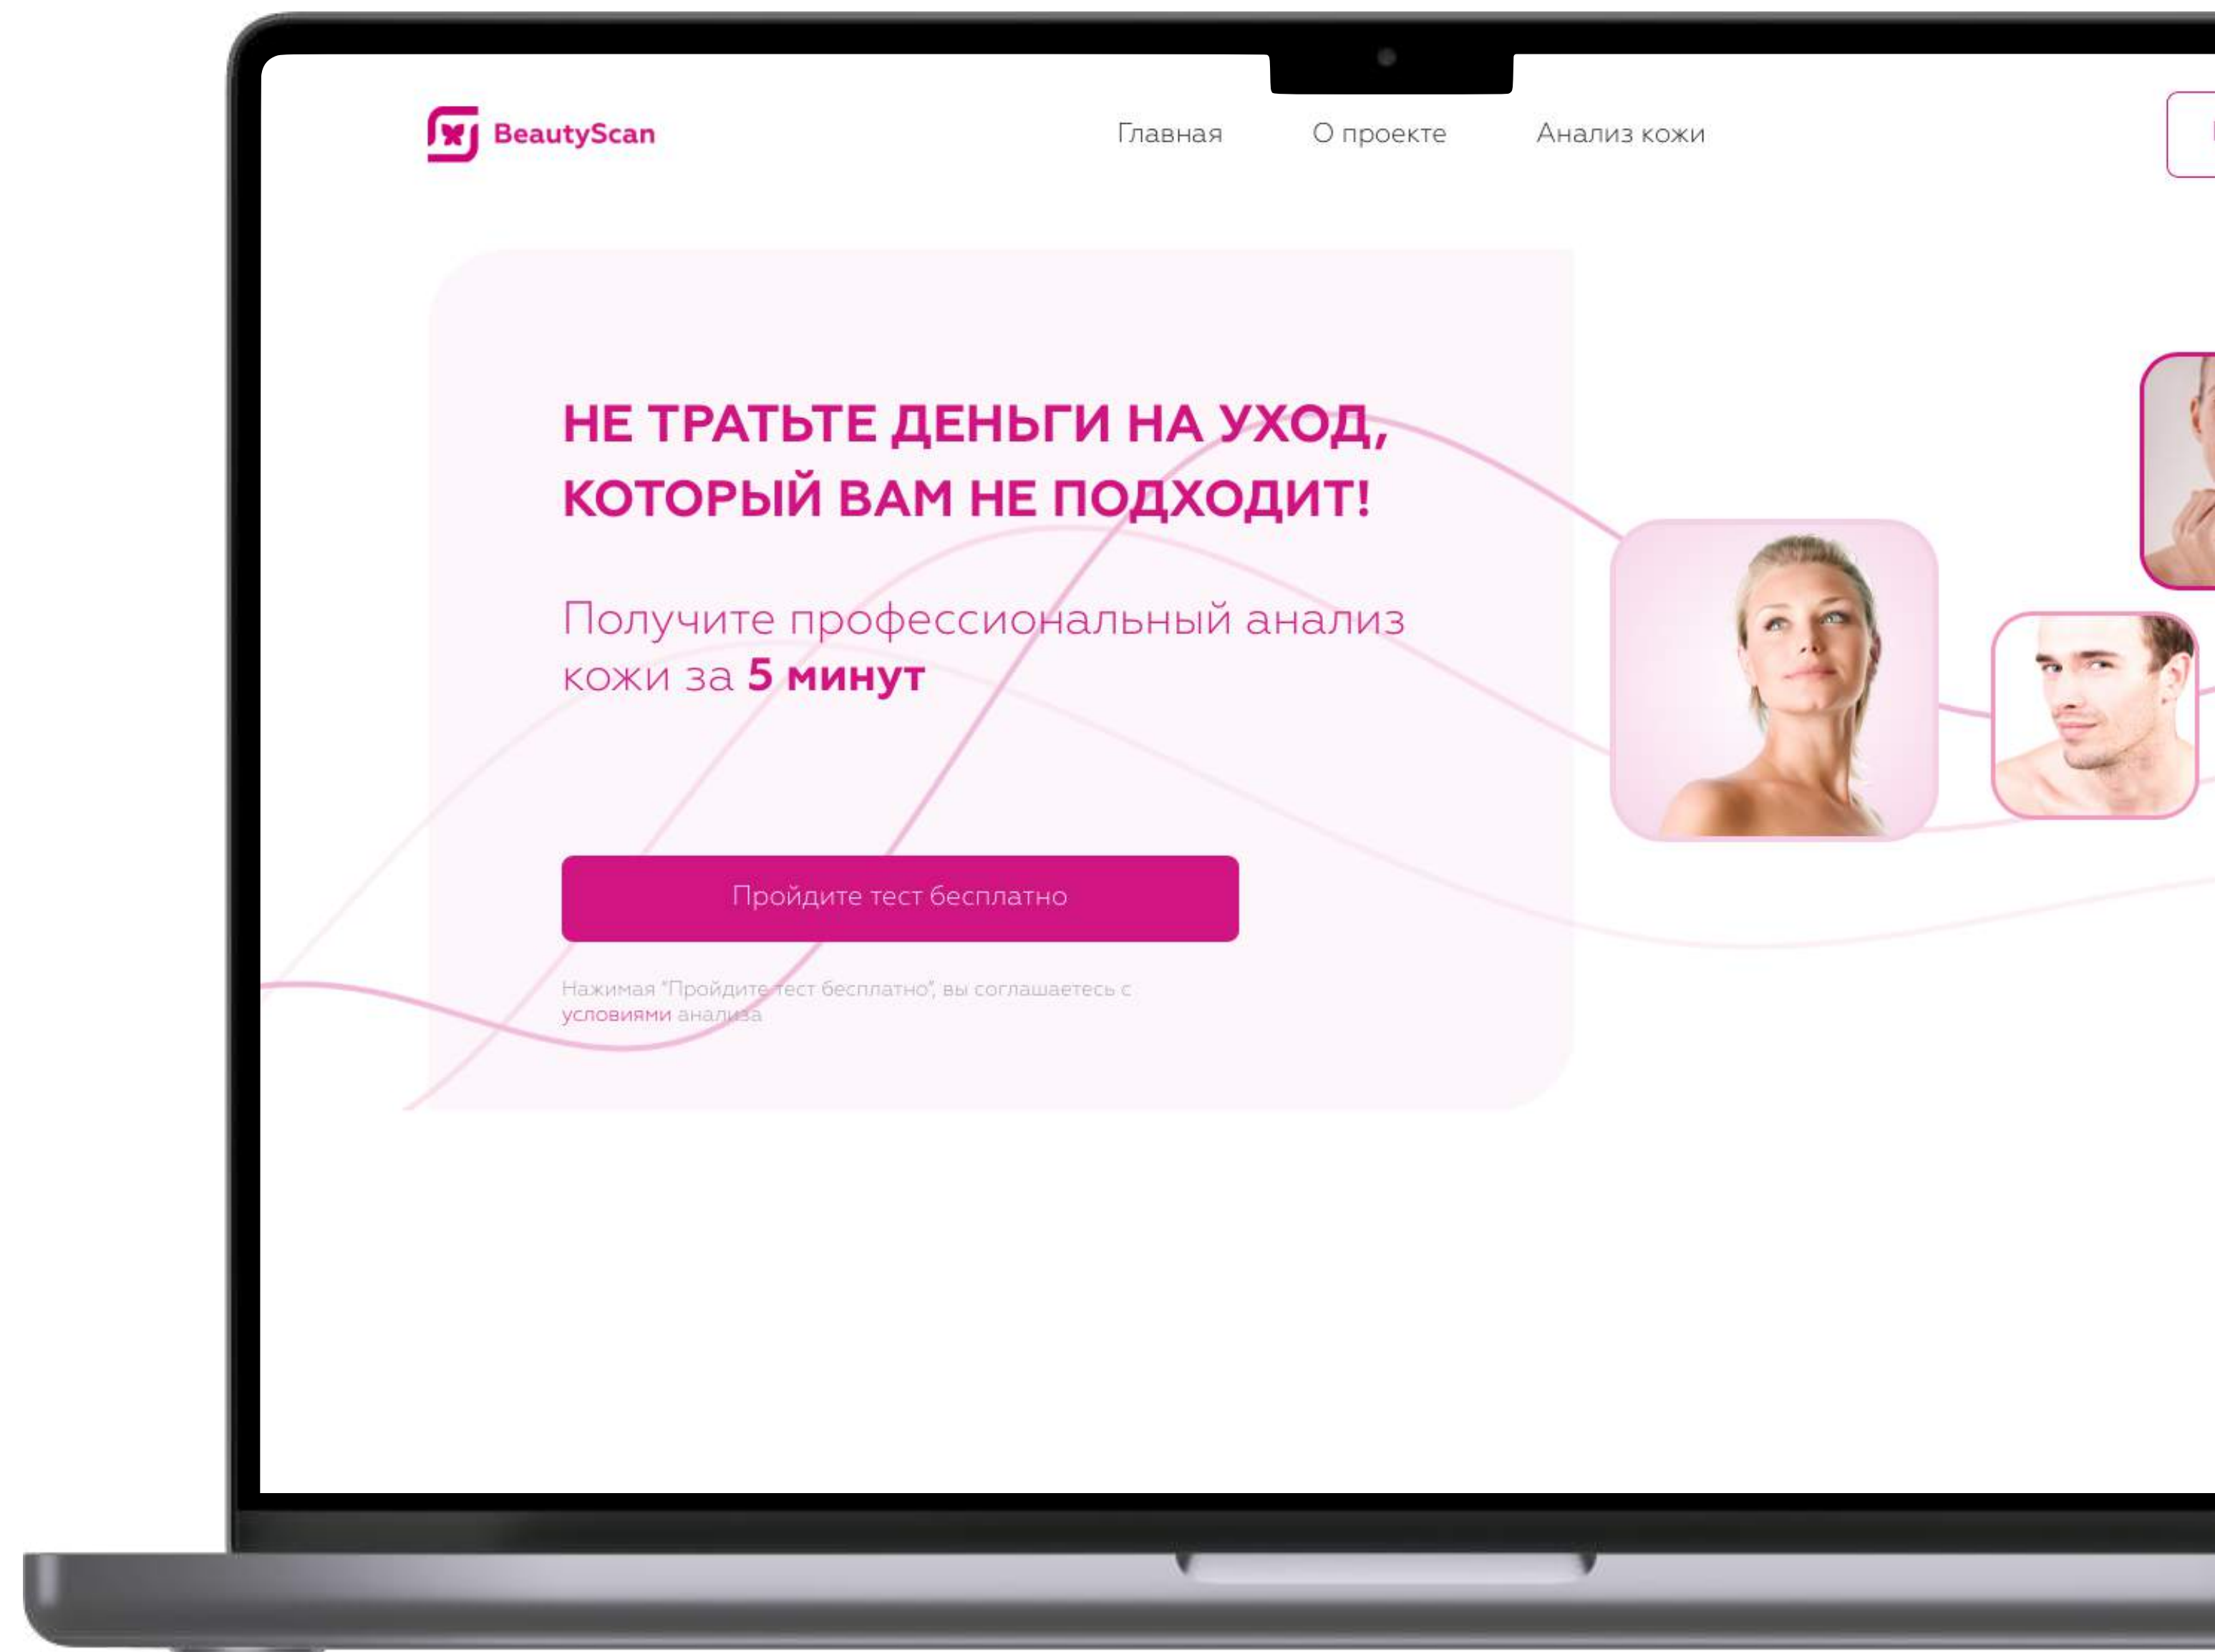 BeautyScan
Главная
О проекте
Анализ кожи
НЕ ТРАТЬТЕ ДЕНЬГИ НА УХОД,
КОТОРЫЙ ВАМ НЕ ПОДХОДИТ!
Получите профессиональный анализ
кожи за 5 минут
Пройдите тест бесплатно
Нажимая “Пройдите тест бесплатно”, вы соглашаетесь с
условиями анализа